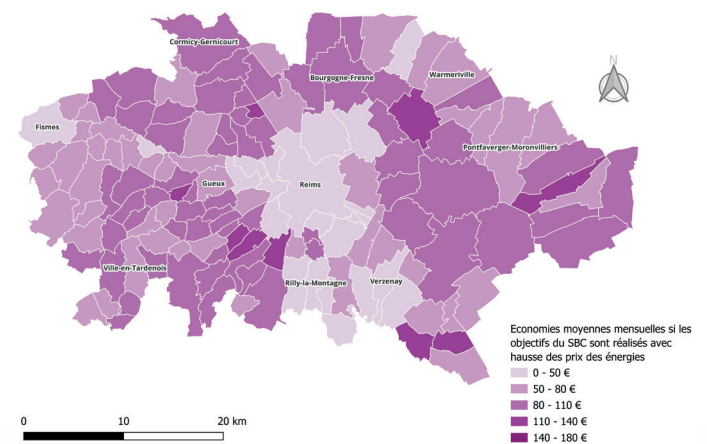 Cormicy-Gernicourt
Bourgogne-Fresne
Warmeriville
Fismes
Pontfaverger-Moronvilliers
Gueux
Reims
Ville-en-Tardenois
Rilly-la-Montagne
Verzenay
N
Economies moyennes mensuelles si les
objectifs du SBC sont réalisés avec
hausse des prix des énergies
0 - 50 €
50 - 80 €
80 - 110 €
110 - 140 €
140 - 180 €
0 10 20 km